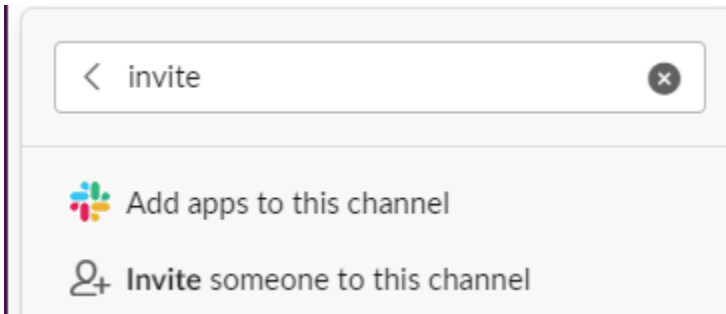 invite
Add apps to this channel
Invite someone to this channel